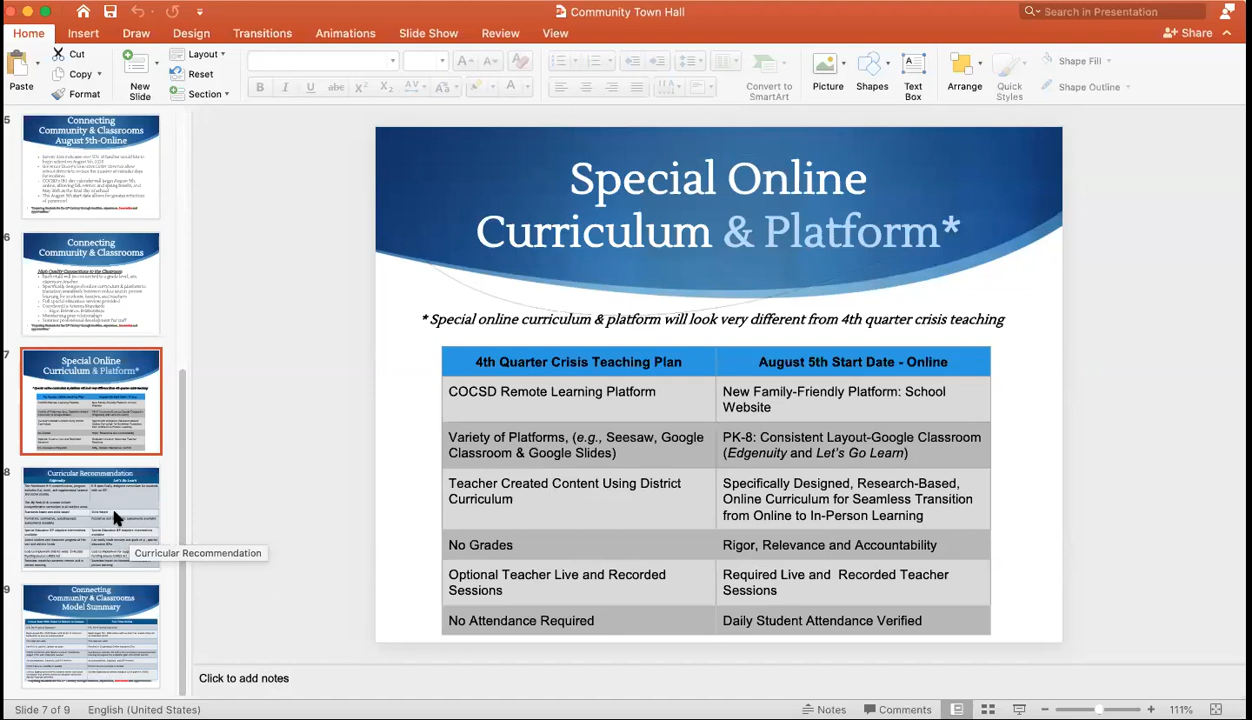 Community Town Hall
Search in Presentation
Home
Insert
Draw
Design
Transitions
Animations
Slide Show
Review
View
Share
Paste
Cut
Copy
Format
New
Slide
Layout
Reset
Section
Convert to
SmartArt
Picture
Shapes
Text
Box
Arrange
Quick
Styles
Shape Fill
Shape Outline
5
Connecting
Community & Classrooms
August 5th-Online
6
Connecting
Community & Classrooms
High Quality Connections to the Classroom
7
Special Online
Curriculum & Platform*
8
Curricular Recommendation
Curricular Recommendation
9
Connecting
Community & Classrooms
Model Summary
Special Online
Curriculum & Platform*
* Special online curriculum & platform will look very different from 4th quarter crisis teaching
4th Quarter Crisis Teaching Plan
August 5th Start Date - Online
COCSD Remote Learning Platform
New Family-Friendly Platform: School
Website
Variety of Platforms, (e.g., Seesaw, Google
Classroom & Google Slides)
PK-8: Consistent Layout-Google Classroom
(Edgenuity and Let's Go Learn)
Teacher Created Content Using District
Curriculum
Specifically Designed, Research-Based,
Online Curriculum for Seamless Transition
from Online to In-Person Learning
No Grades
Rigor, Relevance and Accountability
Optional Teacher Live and Recorded
Sessions
Required Live and Recorded Teacher
Sessions
No Attendance Required
Daily Student Attendance Verified
Click to add notes
Slide 7 of 9
English (United States)
Notes
Comments
111%